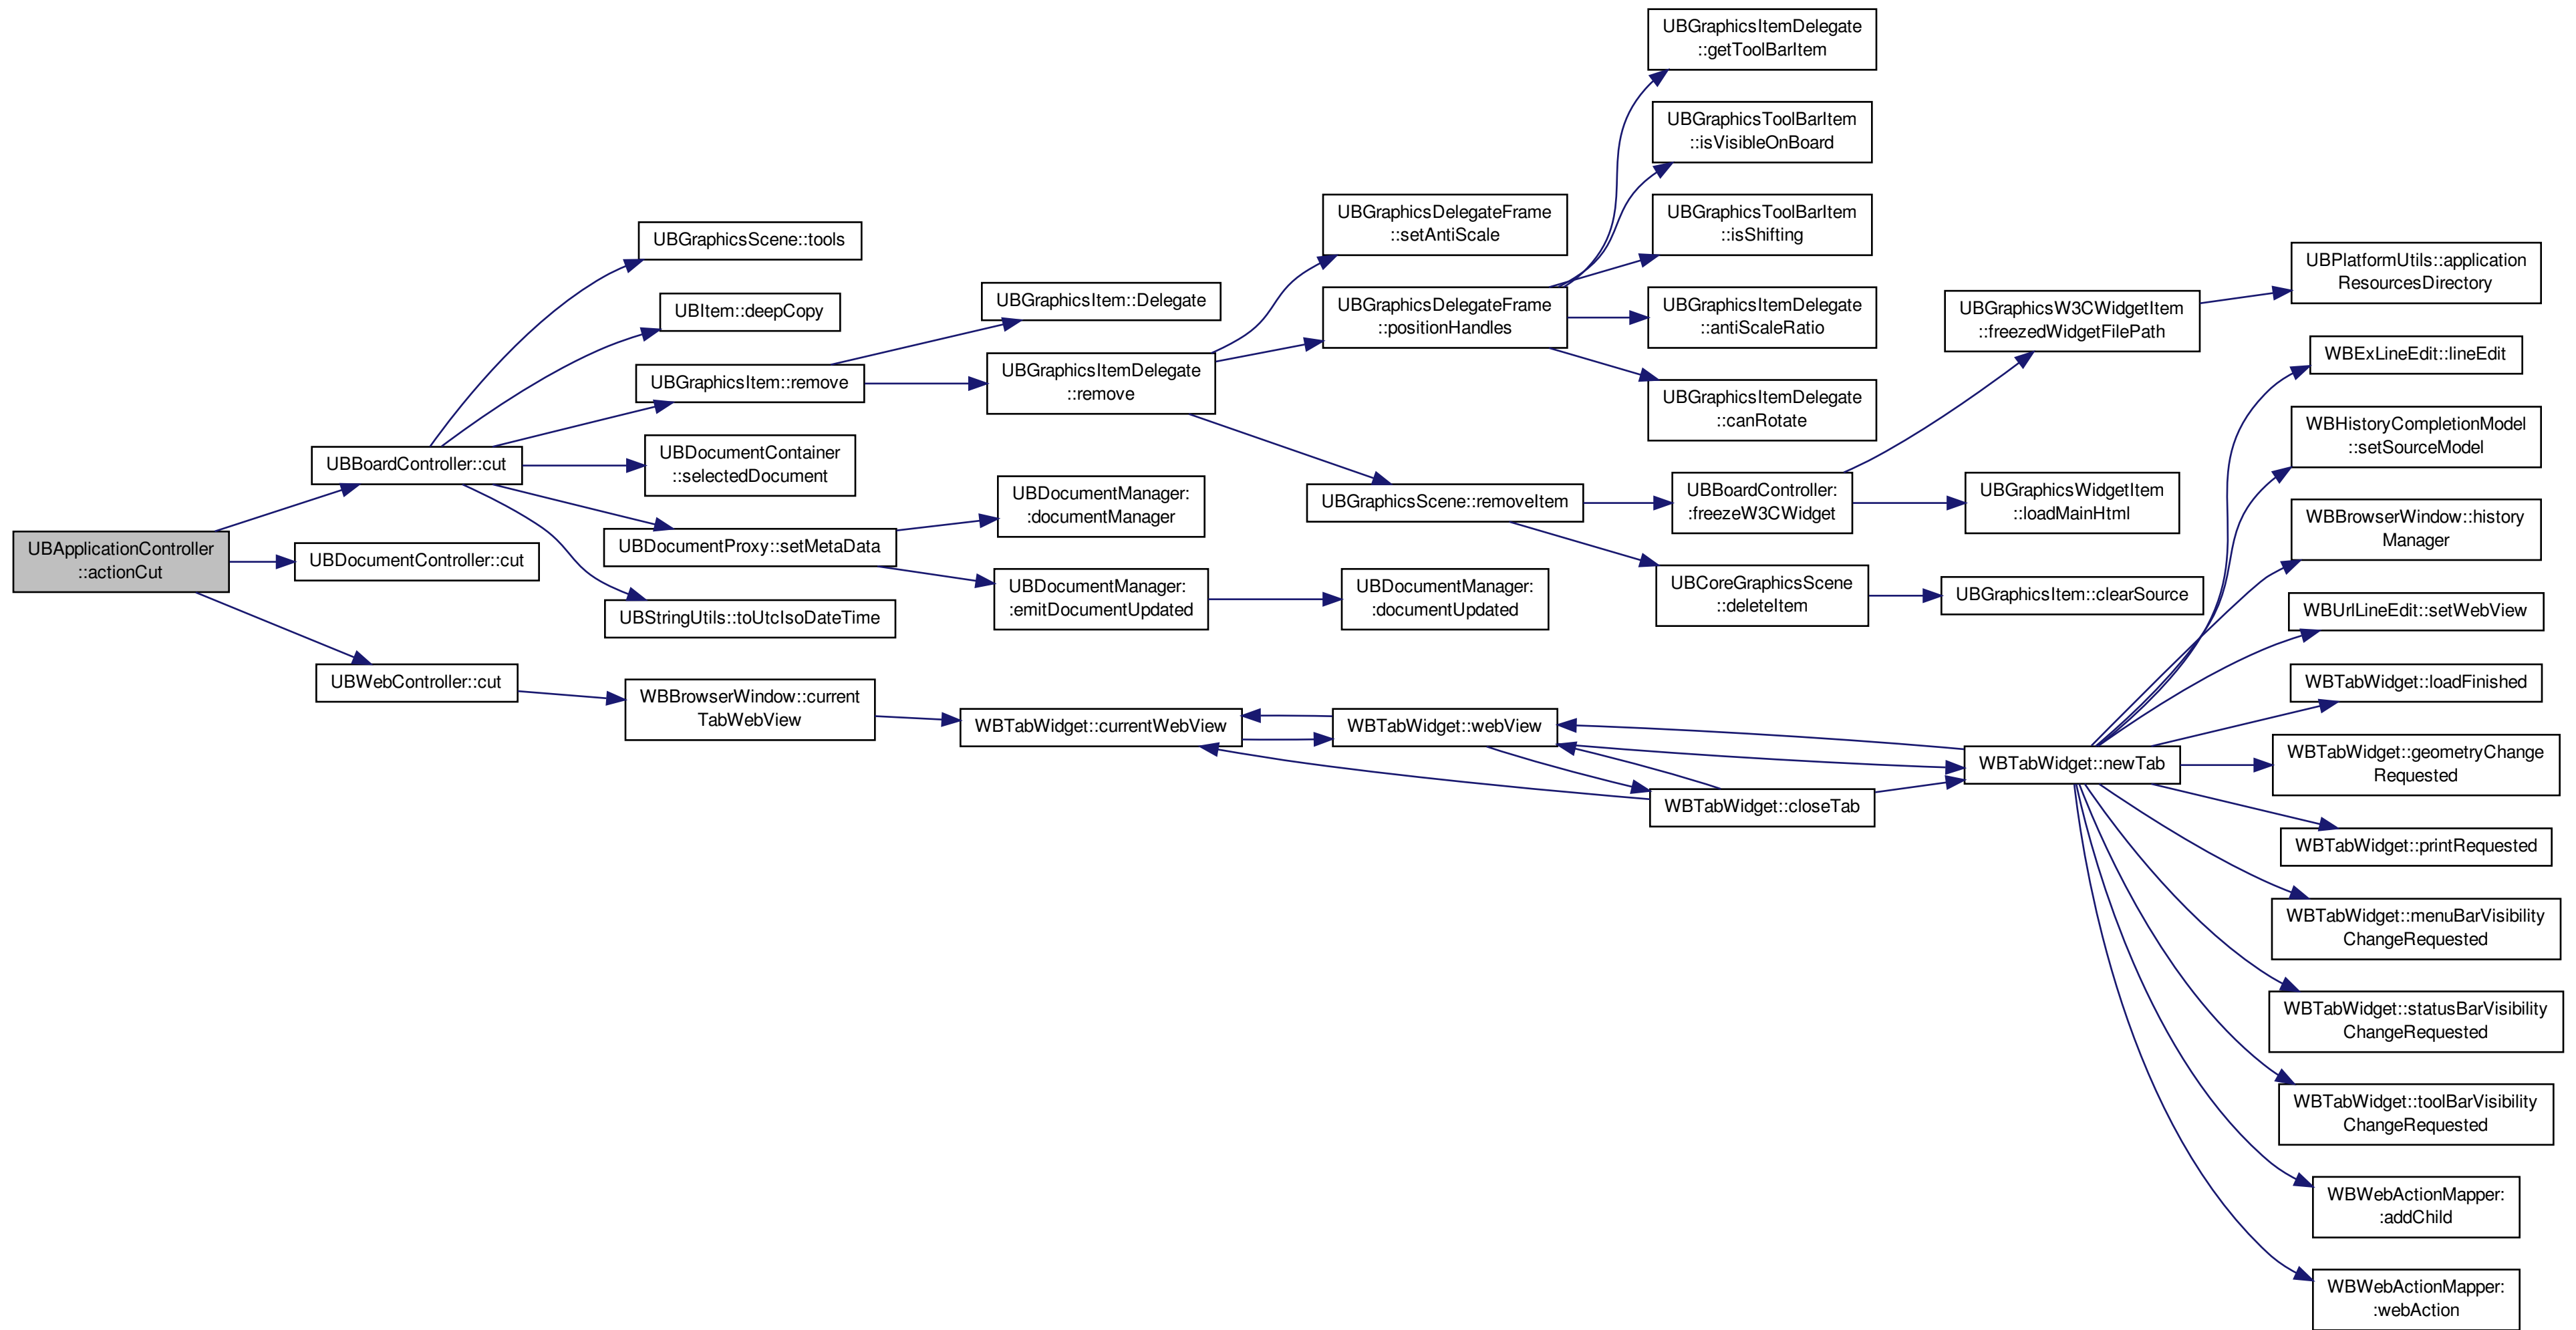 UBApplicationController
::actionCut
UBBoardController::cut
UBDocumentController::cut
UBWebController::cut
UBGraphicsScene::tools
UBItem::deepCopy
UBGraphicsItem::remove
UBDocumentContainer
::selectedDocument
UBDocumentProxy::setMetaData
UBStringUtils::toUtcIsoDateTime
WBBrowserWindow::current
TabWebView
UBGraphicsItem::Delegate
UBGraphicsItemDelegate
::remove
UBDocumentManager:
:documentManager
UBDocumentManager:
:emitDocumentUpdated
WBTabWidget::currentWebView
UBGraphicsDelegateFrame
::setAntiScale
UBGraphicsDelegateFrame
::positionHandles
UBGraphicsScene::removeItem
UBDocumentManager:
:documentUpdated
WBTabWidget::webView
UBGraphicsItemDelegate
::getToolBarItem
UBGraphicsToolBarItem
::isVisibleOnBoard
UBGraphicsToolBarItem
::isShifting
UBGraphicsItemDelegate
::antiScaleRatio
UBGraphicsItemDelegate
::canRotate
UBBoardController:
:freezeW3CWidget
UBCoreGraphicsScene
::deleteItem
WBTabWidget::closeTab
UBGraphicsW3CWidgetItem
::freezedWidgetFilePath
UBGraphicsWidgetItem
::loadMainHtml
UBGraphicsItem::clearSource
WBTabWidget::newTab
UBPlatformUtils::application
ResourcesDirectory
WBExLineEdit::lineEdit
WBHistoryCompletionModel
::setSourceModel
WBBrowserWindow::history
Manager
WBUrlLineEdit::setWebView
WBTabWidget::loadFinished
WBTabWidget::geometryChange
Requested
WBTabWidget::printRequested
WBTabWidget::menuBarVisibility
ChangeRequested
WBTabWidget::statusBarVisibility
ChangeRequested
WBTabWidget::toolBarVisibility
ChangeRequested
WBWebActionMapper:
:addChild
WBWebActionMapper:
:webAction